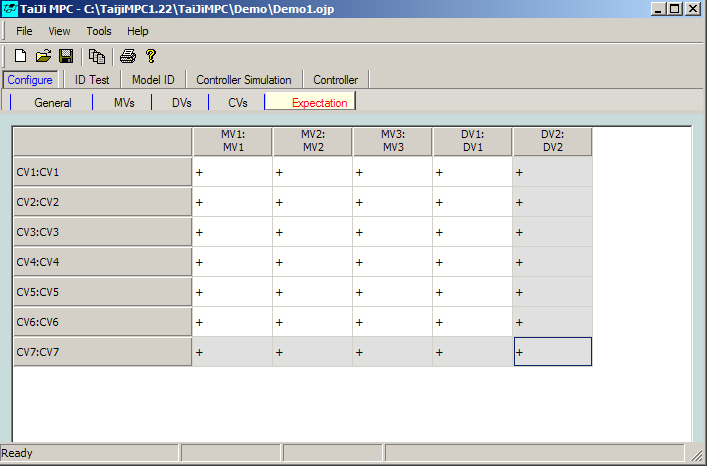 TaiJi MPC - C:\TaijiMPC1.22\TaiJiMPC\Demo\Demo1.ojp
File View Tools Help
Configure ID Test Model ID Controller Simulation Controller
General MVs DVs CVs Expectation
MV1: MV2: MV3: DV1: DV2:
MV1 MV2 MV3 DV1 DV2
CV1:CV1 + + + + +
CV2:CV2 + + + + +
CV3:CV3 + + + + +
CV4:CV4 + + + + +
CV5:CV5 + + + + +
CV6:CV6 + + + + +
CV7:CV7 + + + + +
Ready